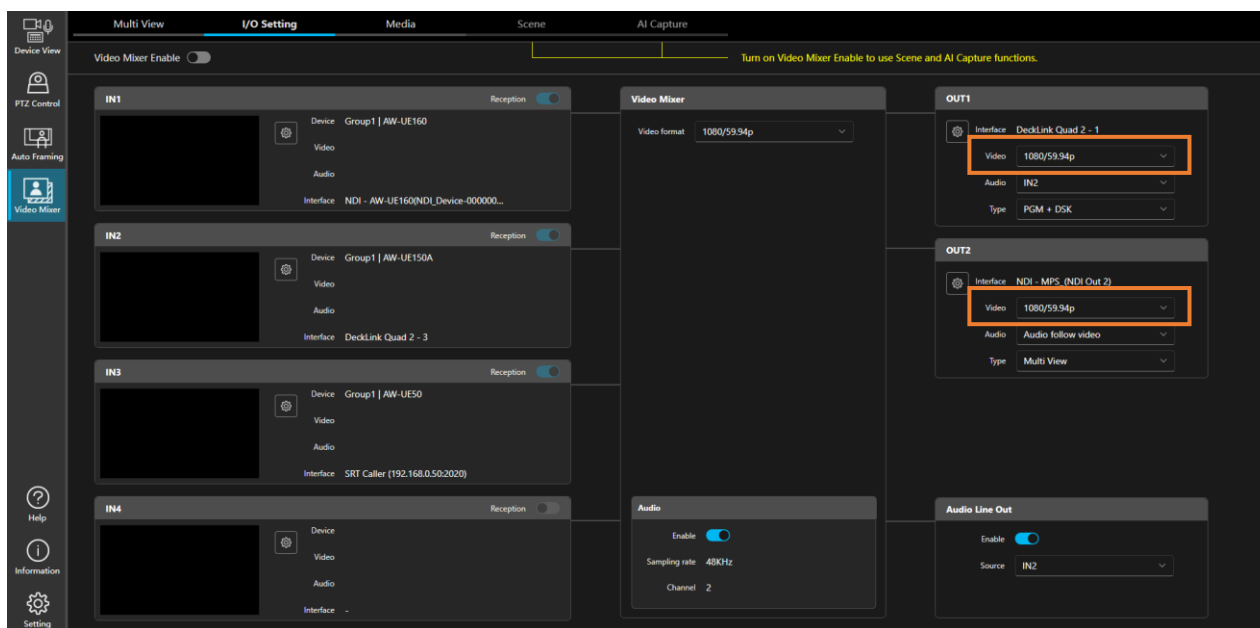 Multi View
I/O Setting
Media
Scene
AI Capture
Device View
PTZ Control
Auto Framing
Video Mixer
Help
Information
Setting
Video Mixer Enable
Turn on Video Mixer Enable to use Scene and AI Capture functions.
IN1
Reception
Device Group1 | AW-UE160
Video
Audio
Interface NDI - AW-UE160(NDI_Device-000000...
IN2
Reception
Device Group1 | AW-UE150A
Video
Audio
Interface DeckLink Quad 2 - 3
IN3
Reception
Device Group1 | AW-UE50
Video
Audio
Interface SRT Caller (192.168.0.50:2020)
IN4
Reception
Device
Video
Audio
Interface -
Video Mixer
Video format 1080/59.94p
Audio
Enable
Sampling rate 48KHz
Channel 2
OUT1
Interface DeckLink Quad 2 - 1
Video 1080/59.94p
Audio IN2
Type PGM + DSK
OUT2
Interface NDI - MPS_(NDI Out 2)
Video 1080/59.94p
Audio Audio follow video
Type Multi View
Audio Line Out
Enable
Source IN2